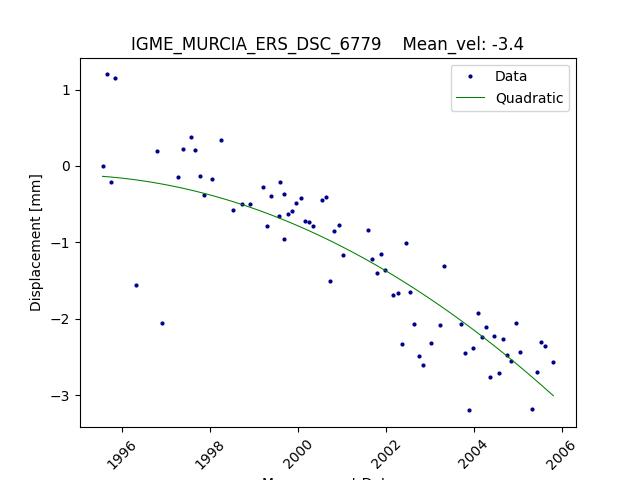 IGME_MURCIA_ERS_DSC_6779    Mean_vel: -3.4
Data
Quadratic
Displacement [mm]
1
0
−1
−2
−3
1996
1998
2000
2002
2004
2006